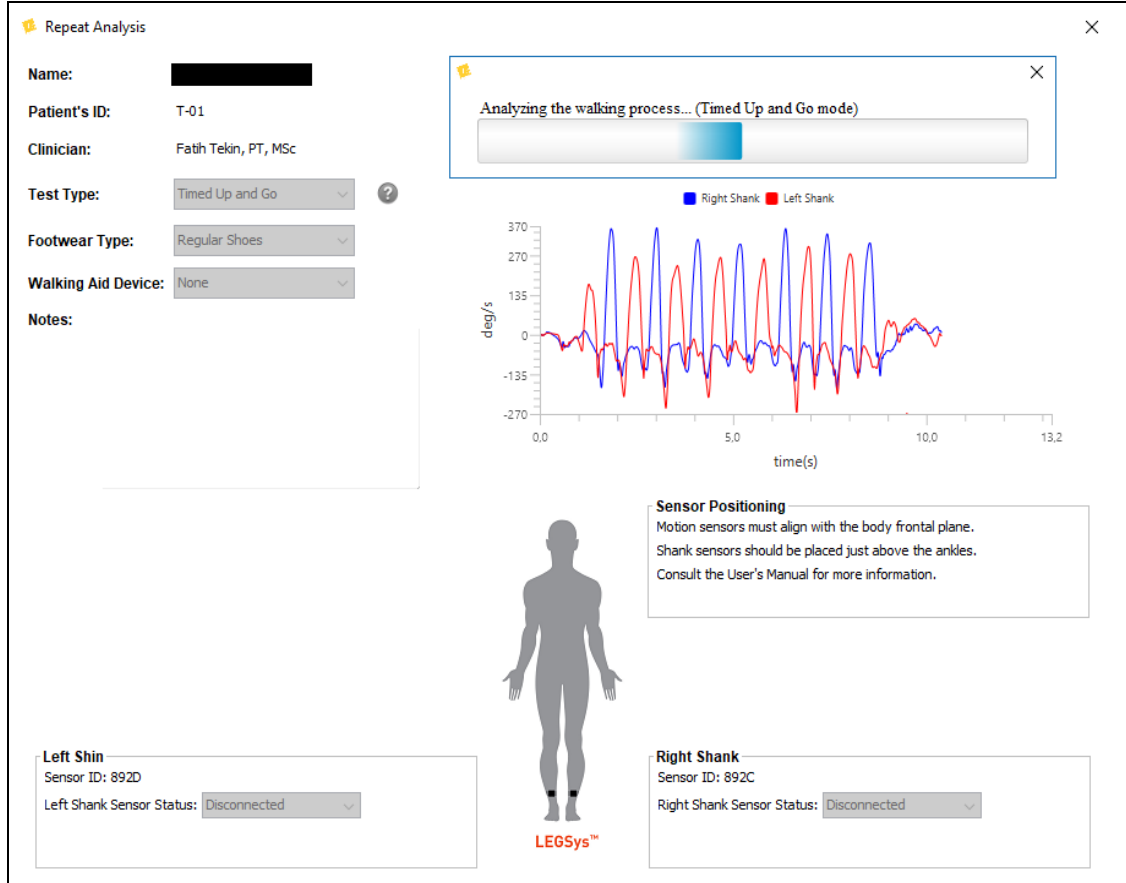 Repeat Analysis
Name:
Patient's ID: T-01
Clinician: Fatih Tekin, PT, MSc
Test Type: Timed Up and Go ?
Footwear Type: Regular Shoes
Walking Aid Device: None
Notes:
Analyzing the walking process... (Timed Up and Go mode)
Right Shank Left Shank
370
270
135
0
-135
-270
deg/s
0,0 5,0 10,0 13,2
time(s)
Sensor Positioning
Motion sensors must align with the body frontal plane.
Shank sensors should be placed just above the ankles.
Consult the User's Manual for more information.
Left Shin
Sensor ID: 892D
Left Shank Sensor Status: Disconnected
LEGSys™
Right Shank
Sensor ID: 892C
Right Shank Sensor Status: Disconnected